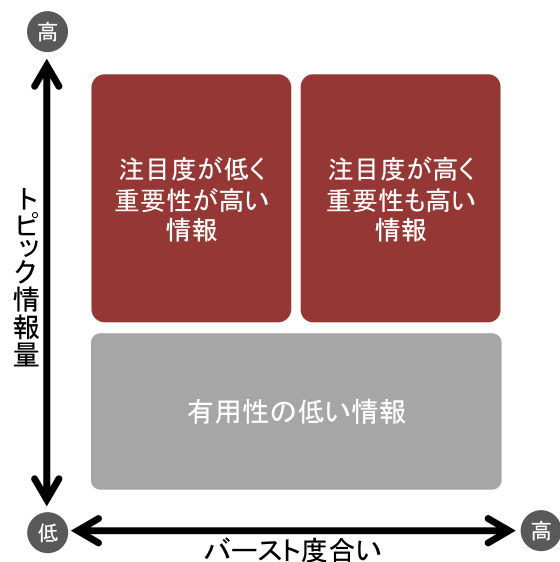 高
トピック情報量
注目度が低く
重要性が高い
情報
注目度が高く
重要性も高い
情報
有用性の低い情報
低
バースト度合い
高